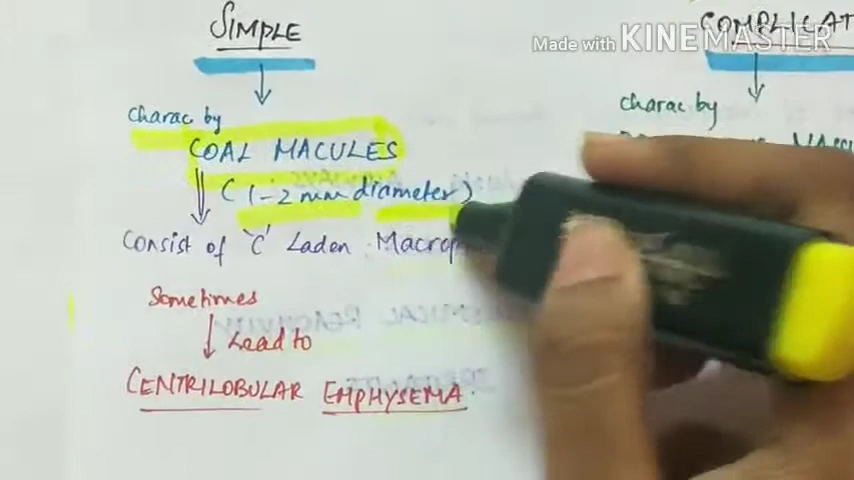 SIMPLE
COMPLICAT
Made with KINEMASTER
charac by
charac by
COAL MACULES
(1-2 mm diameter)
Consist of 'C' Laden Macrop
Sometimes
Lead to
CENTRILOBULAR EMPHYSEMA